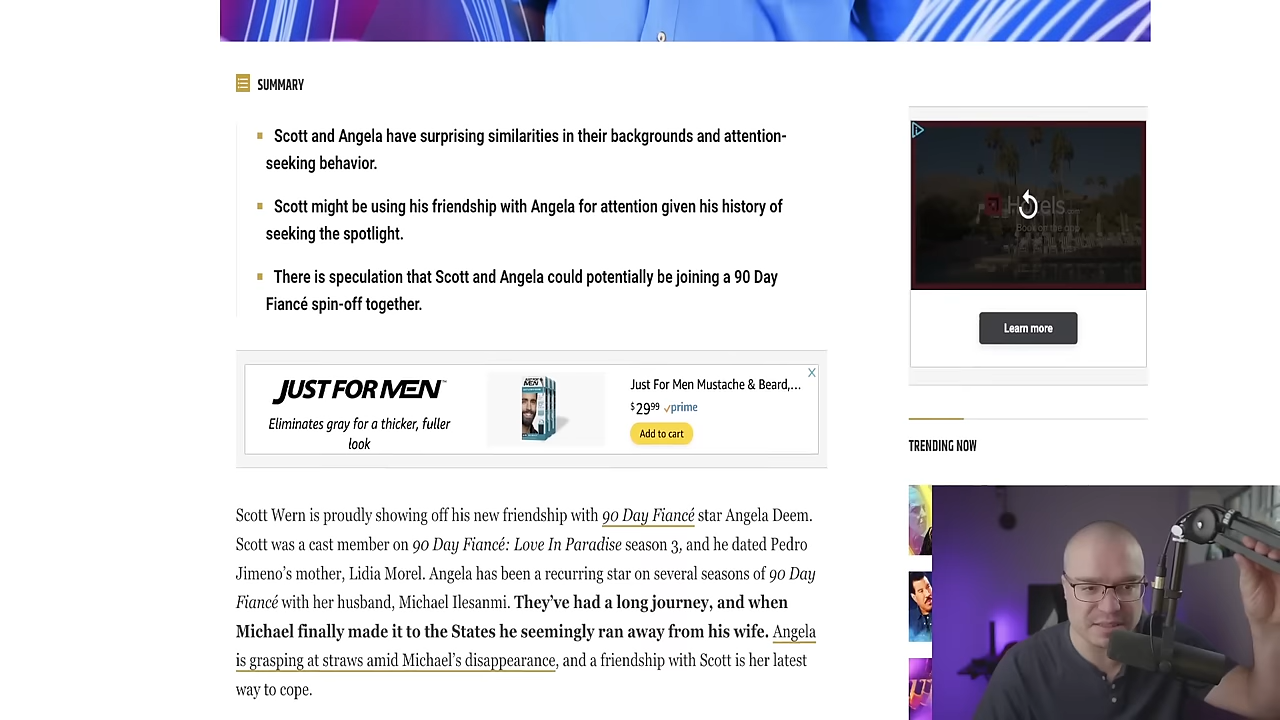 SUMMARY
Scott and Angela have surprising similarities in their backgrounds and attention-
seeking behavior.
Scott might be using his friendship with Angela for attention given his history of
seeking the spotlight.
There is speculation that Scott and Angela could potentially be joining a 90 Day
Fiancé spin-off together.
Hotels.com
Book on the app
Learn more
JUST FOR MEN™
Eliminates gray for a thicker, fuller
look
Just For Men Mustache & Beard,...
$29⁹⁹ prime
Add to cart
X
TRENDING NOW
Scott Wern is proudly showing off his new friendship with 90 Day Fiancé star Angela Deem.
Scott was a cast member on 90 Day Fiancé: Love In Paradise season 3, and he dated Pedro
Jimeno’s mother, Lidia Morel. Angela has been a recurring star on several seasons of 90 Day
Fiancé with her husband, Michael Ilesanmi. They’ve had a long journey, and when
Michael finally made it to the States he seemingly ran away from his wife. Angela
is grasping at straws amid Michael’s disappearance, and a friendship with Scott is her latest
way to cope.